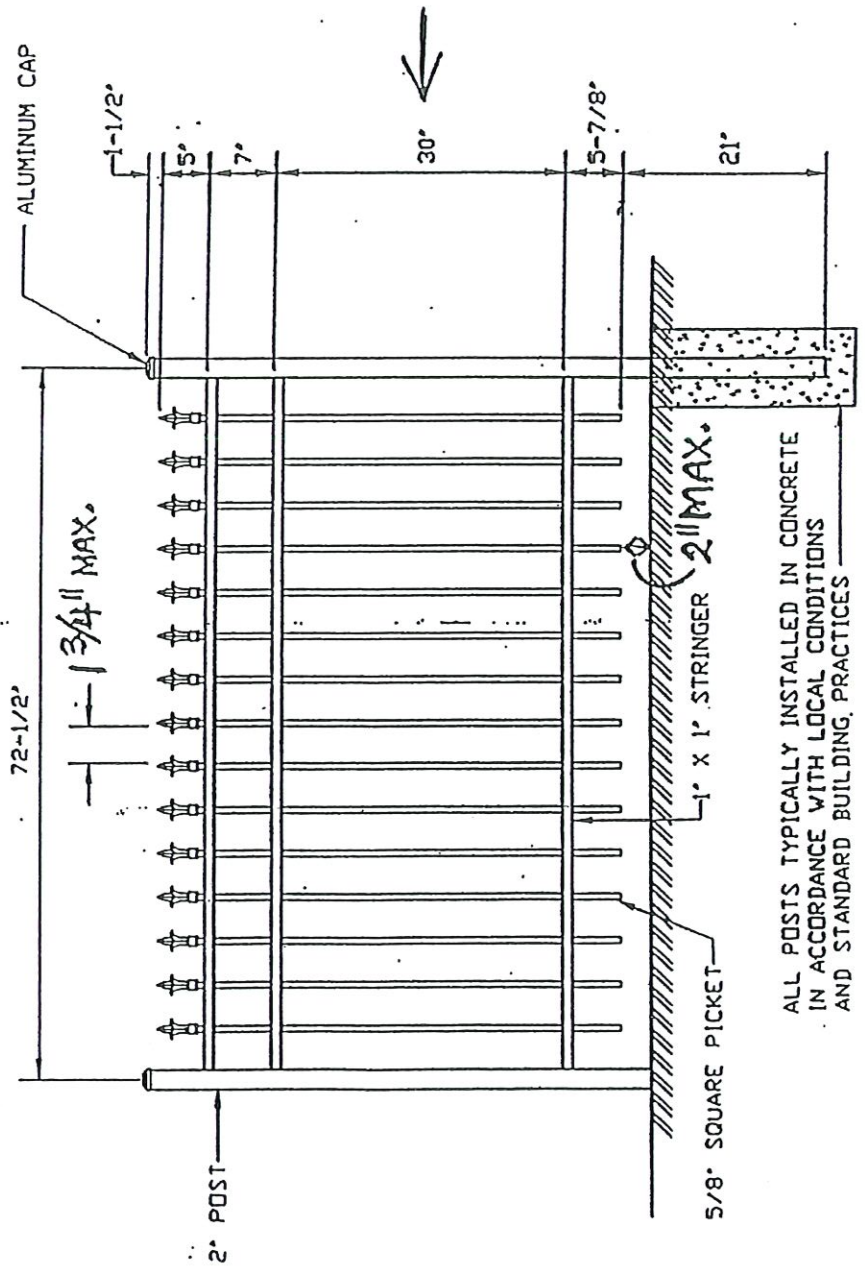 ALUMINUM CAP
72-1/2"
1 3/4" MAX.
1-1/2"
5"
7"
30"
5-7/8"
21"
2" POST
2" MAX.
1" X 1" STRINGER
5/8" SQUARE PICKET
ALL POSTS TYPICALLY INSTALLED IN CONCRETE
IN ACCORDANCE WITH LOCAL CONDITIONS
AND STANDARD BUILDING, PRACTICES